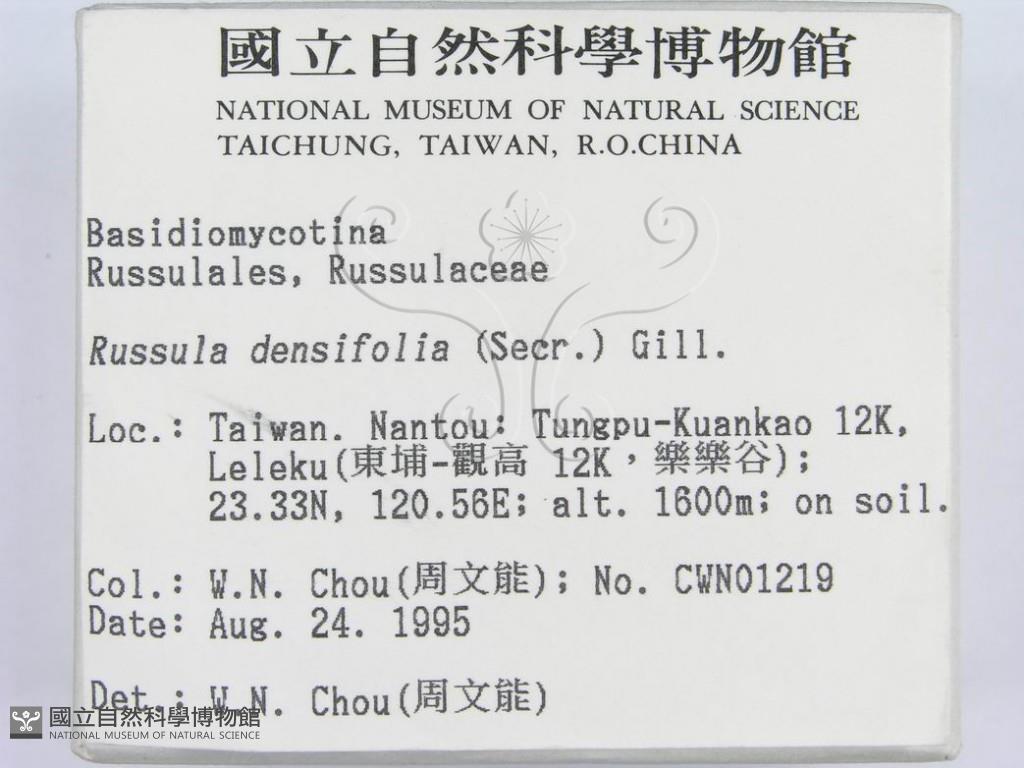 國立自然科學博物館
NATIONAL MUSEUM OF NATURAL SCIENCE
TAICHUNG, TAIWAN, R.O.CHINA
Basidiomycotina
Russulales, Russulaceae
Russula densifolia (Secr.) Gill.
Loc.: Taiwan. Nantou: Tungpu-Kuankao 12K,
Leleku(東埔-觀高 12K，樂樂谷);
23.33N, 120.56E; alt. 1600m; on soil.
Col.: W.N. Chou(周文能); No. CWN01219
Date: Aug. 24. 1995
Det.: W.N. Chou(周文能)
國立自然科學博物館
NATIONAL MUSEUM OF NATURAL SCIENCE